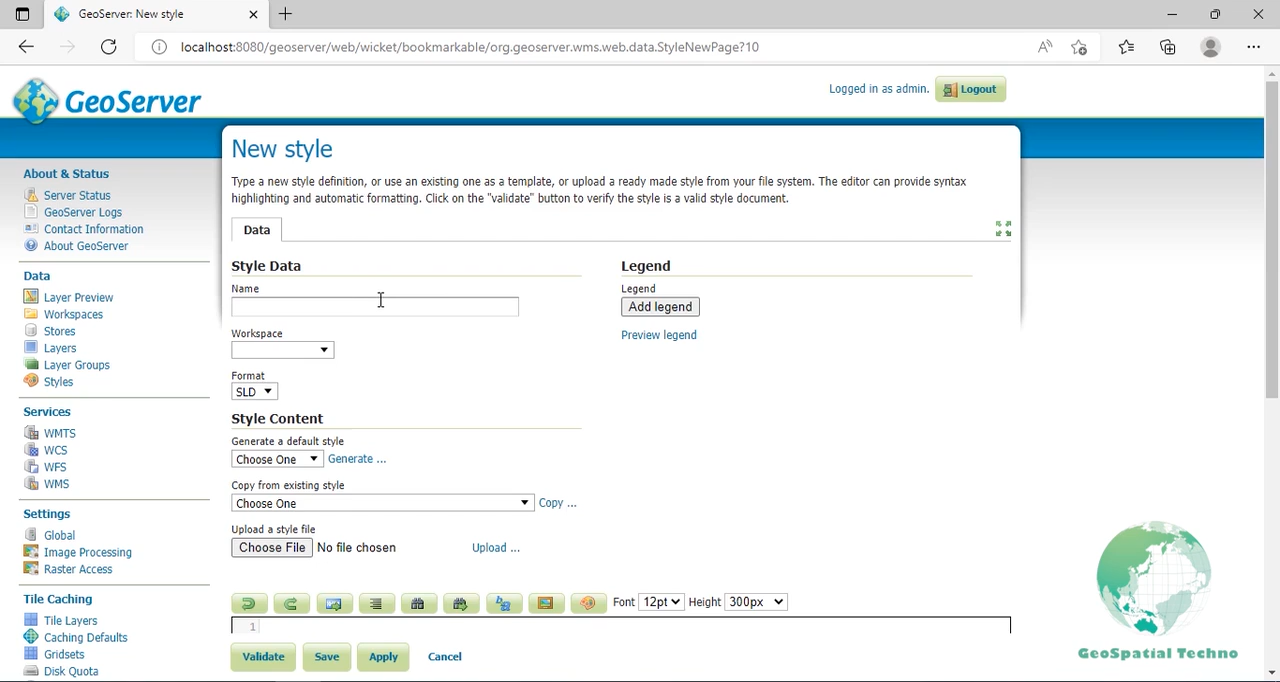 GeoServer: New style
localhost:8080/geoserver/web/wicket/bookmarkable/org.geoserver.wms.web.data.StyleNewPage?10
GeoServer
Logged in as admin. Logout
About & Status
Server Status
GeoServer Logs
Contact Information
About GeoServer
Data
Layer Preview
Workspaces
Stores
Layers
Layer Groups
Styles
Services
WMTS
WCS
WFS
WMS
Settings
Global
Image Processing
Raster Access
Tile Caching
Tile Layers
Caching Defaults
Gridsets
Disk Quota
New style
Type a new style definition, or use an existing one as a template, or upload a ready made style from your file system. The editor can provide syntax
highlighting and automatic formatting. Click on the "validate" button to verify the style is a valid style document.
Data
Style Data
Name
Workspace
Format
SLD
Style Content
Generate a default style
Choose One Generate ...
Copy from existing style
Choose One Copy ...
Upload a style file
Choose File No file chosen Upload ...
Legend
Legend
Add legend
Preview legend
Font 12pt Height 300px
1
Validate Save Apply Cancel
GeoSpatial Techno